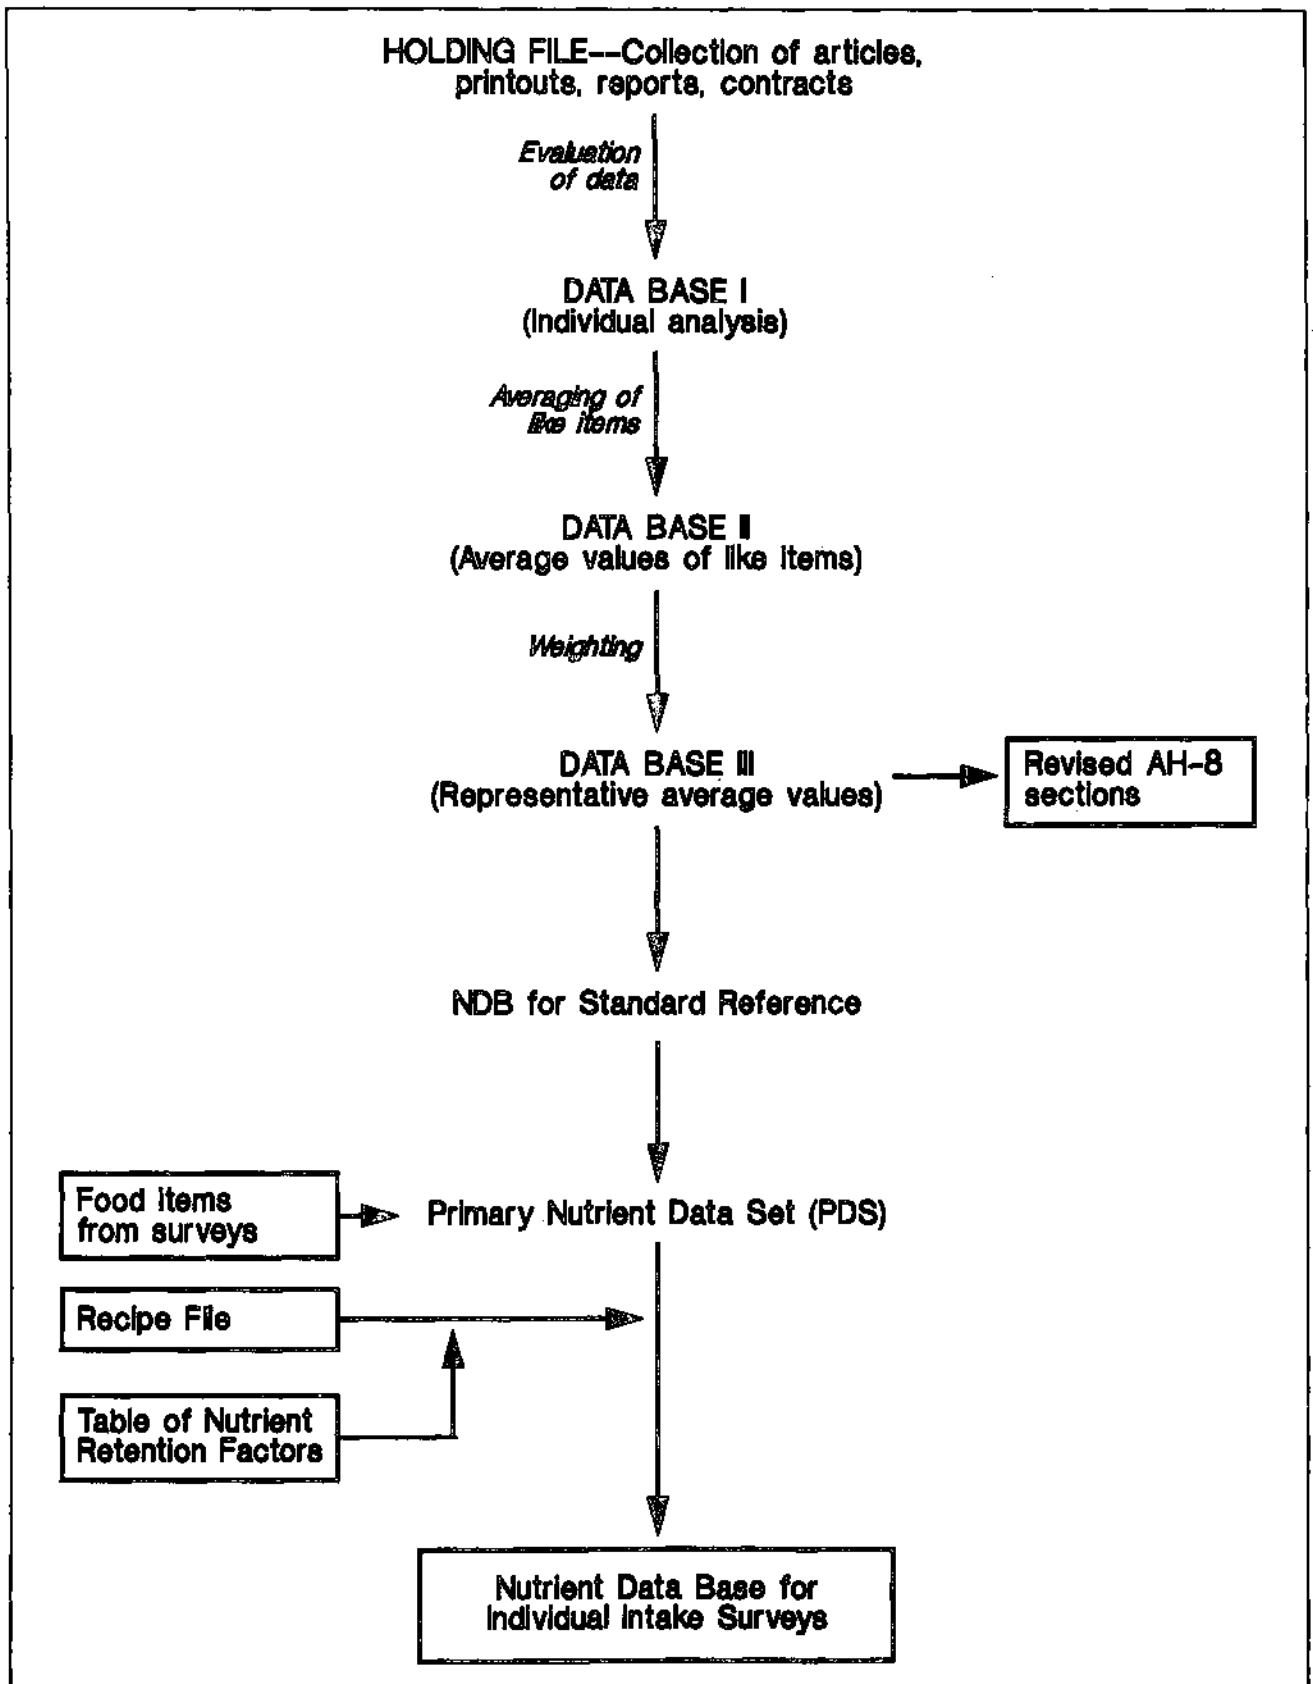 HOLDING FILE--Collection of articles,
printouts, reports, contracts
Evaluation
of data
DATA BASE I
(Individual analysis)
Averaging of
like items
DATA BASE II
(Average values of like items)
Weighting
DATA BASE III
(Representative average values)
Revised AH-8
sections
NDB for Standard Reference
Food items
from surveys
Primary Nutrient Data Set (PDS)
Recipe File
Table of Nutrient
Retention Factors
Nutrient Data Base for
Individual Intake Surveys